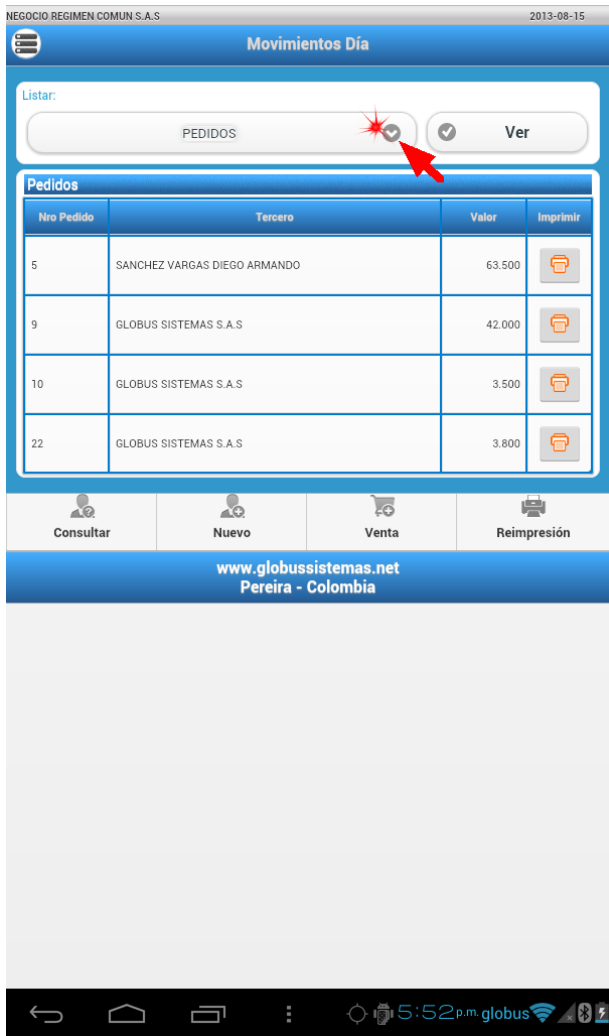 NEGOCIO REGIMEN COMUN S.A.S 2013-08-15
Movimientos Día
Listar:
PEDIDOS Ver
Pedidos
Nro Pedido Tercero Valor Imprimir
5 SANCHEZ VARGAS DIEGO ARMANDO 63.500
9 GLOBUS SISTEMAS S.A.S 42.000
10 GLOBUS SISTEMAS S.A.S 3.500
22 GLOBUS SISTEMAS S.A.S 3.800
Consultar Nuevo Venta Reimpresión
www.globussistemas.net
Pereira - Colombia
5:52 p.m. globus